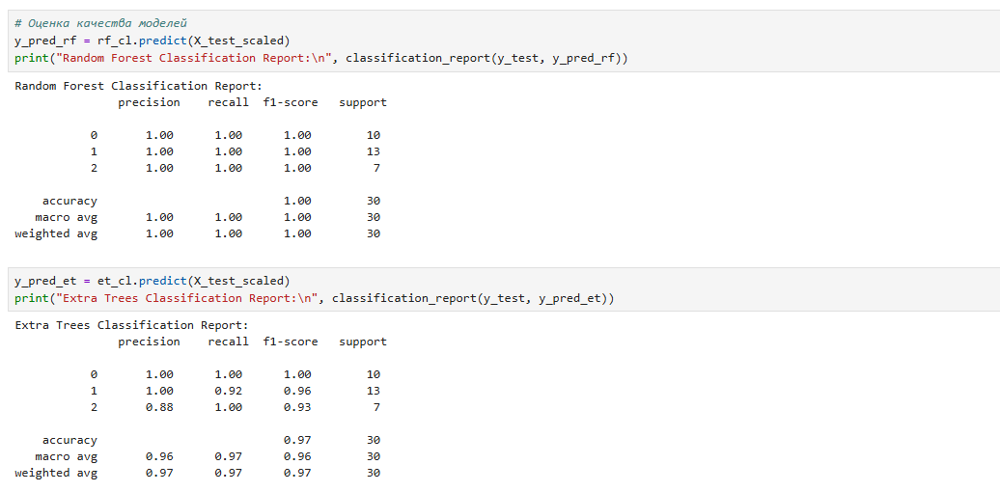 # Оценка качества моделей
y_pred_rf = rf_cl.predict(X_test_scaled)
print("Random Forest Classification Report:\n", classification_report(y_test, y_pred_rf))
Random Forest Classification Report:
precision recall f1-score support
0 1.00 1.00 1.00 10
1 1.00 1.00 1.00 13
2 1.00 1.00 1.00 7
accuracy 1.00 30
macro avg 1.00 1.00 1.00 30
weighted avg 1.00 1.00 1.00 30
y_pred_et = et_cl.predict(X_test_scaled)
print("Extra Trees Classification Report:\n", classification_report(y_test, y_pred_et))
Extra Trees Classification Report:
precision recall f1-score support
0 1.00 1.00 1.00 10
1 1.00 0.92 0.96 13
2 0.88 1.00 0.93 7
accuracy 0.97 30
macro avg 0.96 0.97 0.96 30
weighted avg 0.97 0.97 0.97 30